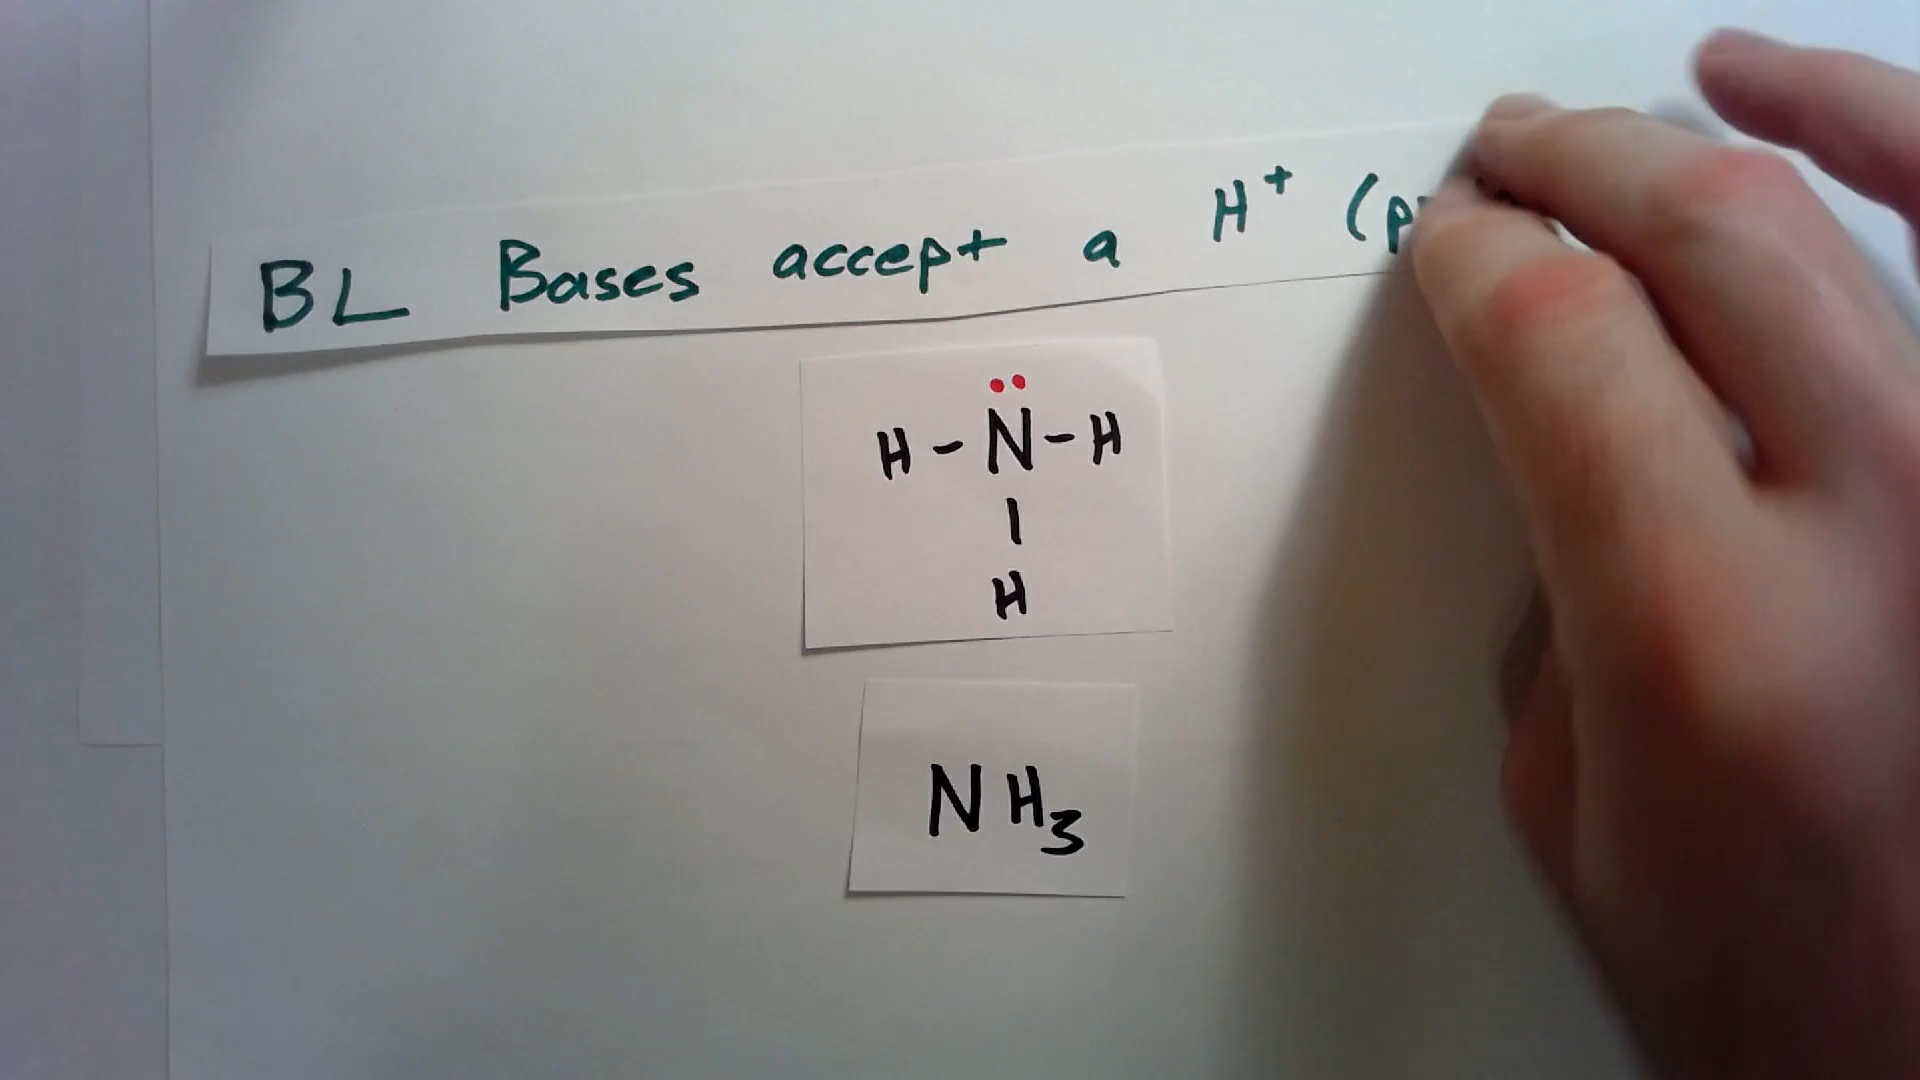 BL Bases accept a H⁺
H-N-H
H
NH₃